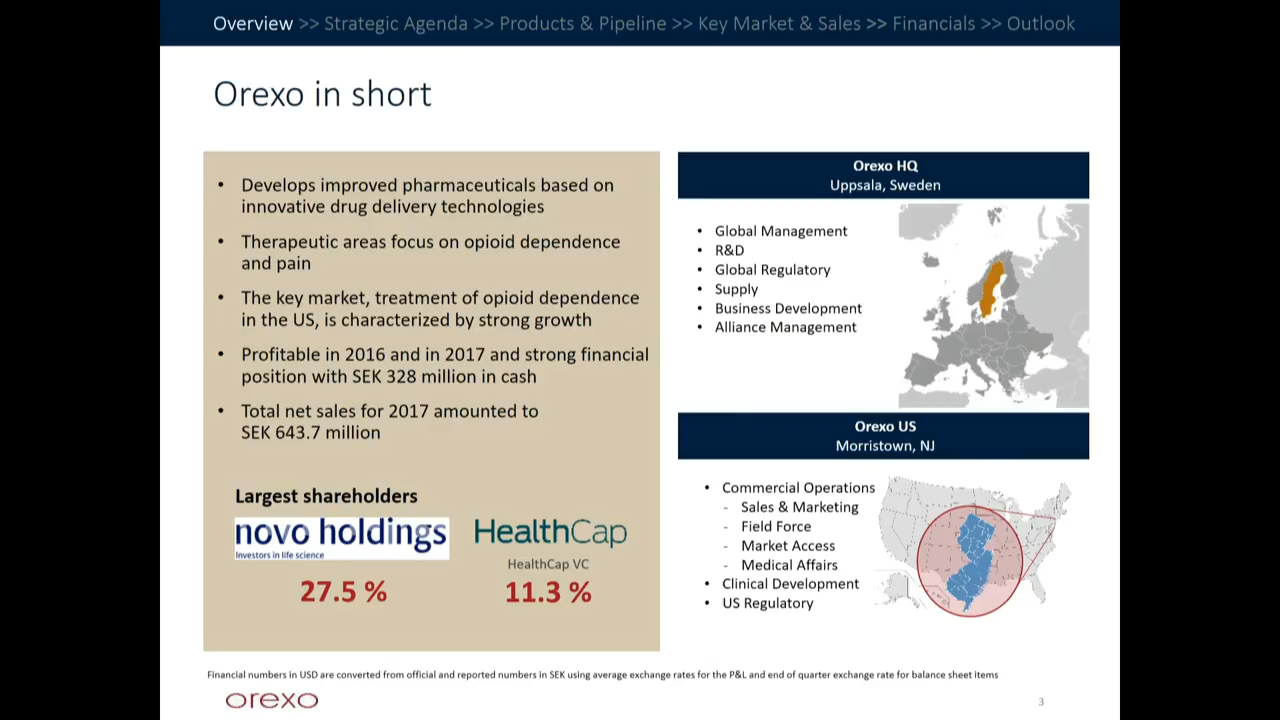 Overview >> Strategic Agenda >> Products & Pipeline >> Key Market & Sales >> Financials >> Outlook
Orexo in short
• Develops improved pharmaceuticals based on
innovative drug delivery technologies
• Therapeutic areas focus on opioid dependence
and pain
• The key market, treatment of opioid dependence
in the US, is characterized by strong growth
• Profitable in 2016 and in 2017 and strong financial
position with SEK 328 million in cash
• Total net sales for 2017 amounted to
SEK 643.7 million
Largest shareholders
novo holdings
Investors in life science
27.5 %
HealthCap
HealthCap VC
11.3 %
Orexo HQ
Uppsala, Sweden
• Global Management
• R&D
• Global Regulatory
• Supply
• Business Development
• Alliance Management
Orexo US
Morristown, NJ
• Commercial Operations
- Sales & Marketing
- Field Force
- Market Access
- Medical Affairs
• Clinical Development
• US Regulatory
Financial numbers in USD are converted from official and reported numbers in SEK using average exchange rates for the P&L and end of quarter exchange rate for balance sheet items
orexo
3